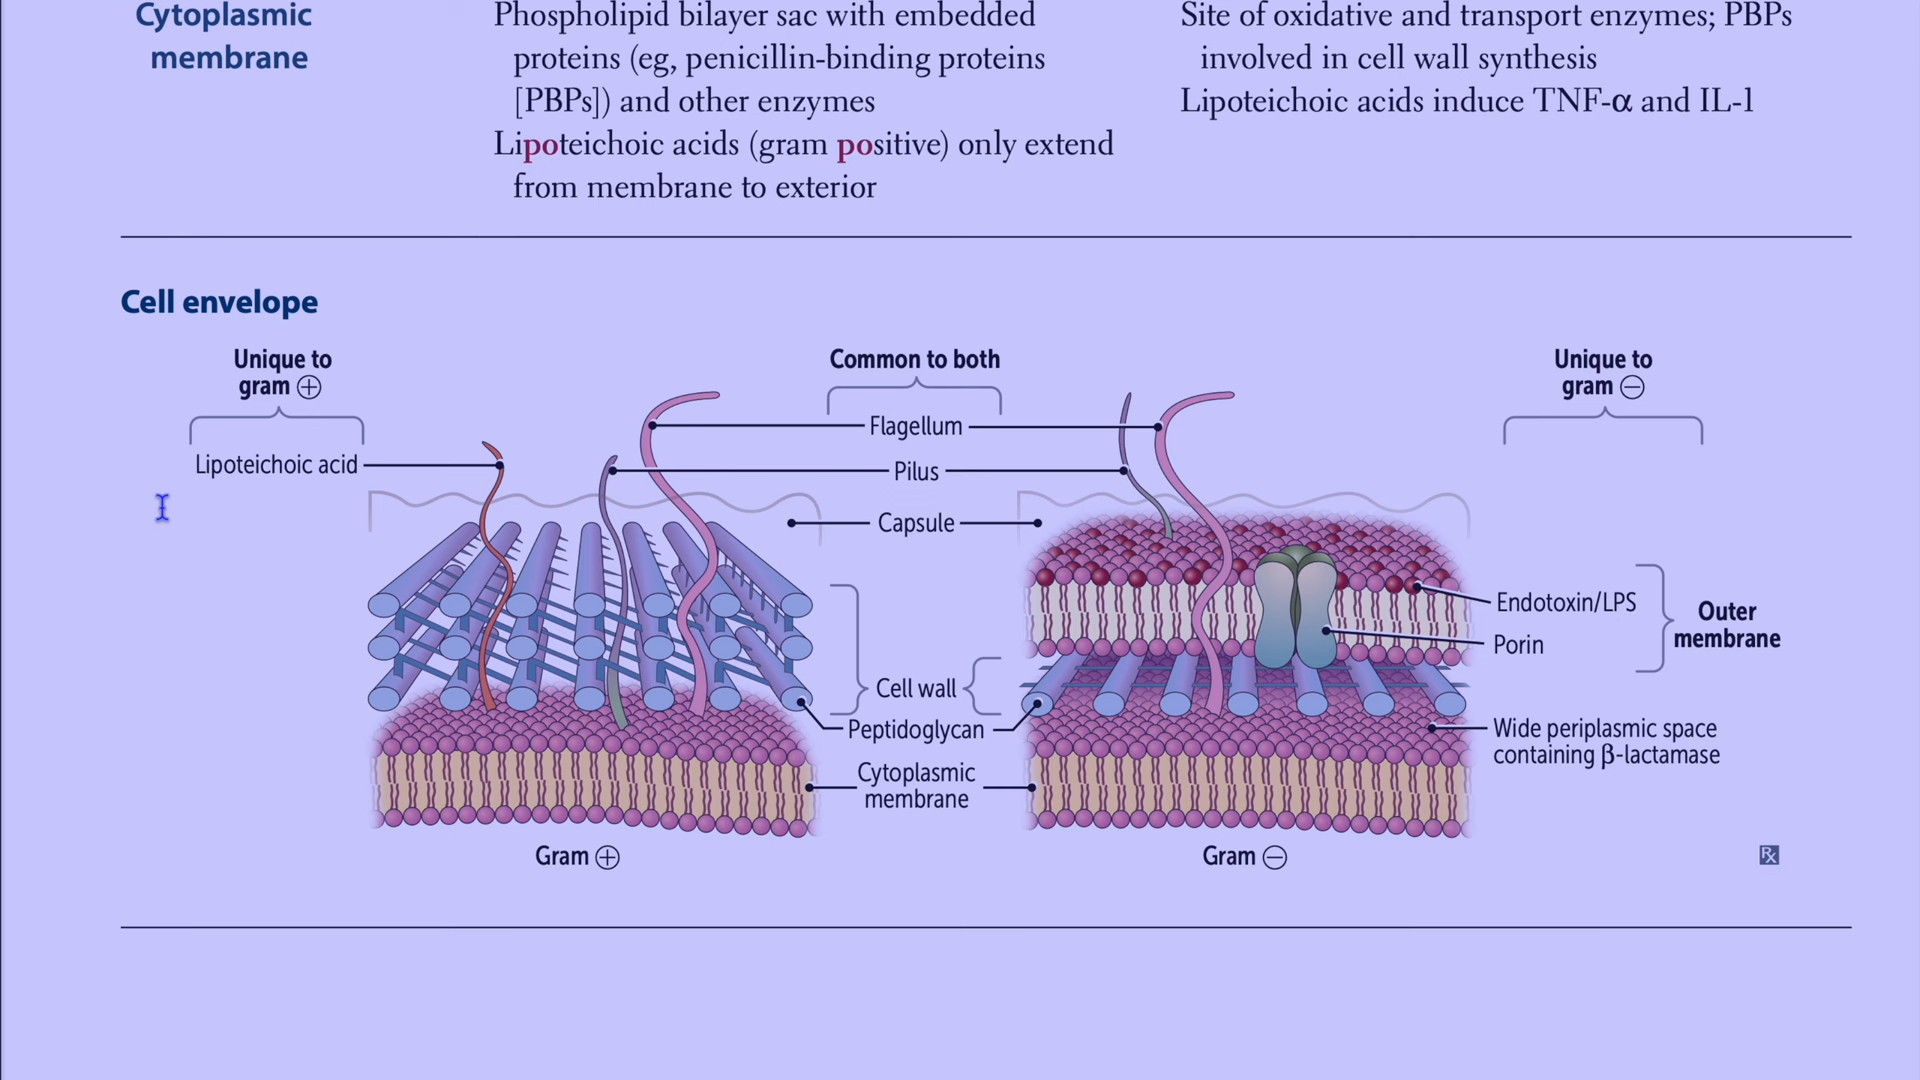 Cytoplasmic
membrane
Phospholipid bilayer sac with embedded
proteins (eg, penicillin-binding proteins
[PBPs]) and other enzymes
Lipoteichoic acids (gram positive) only extend
from membrane to exterior
Site of oxidative and transport enzymes; PBPs
involved in cell wall synthesis
Lipoteichoic acids induce TNF-α and IL-1
Cell envelope
Unique to
gram ⊕
Common to both
Unique to
gram ⊖
Flagellum
Lipoteichoic acid
Pilus
Capsule
Endotoxin/LPS
Porin
Outer
membrane
Cell wall
Peptidoglycan
Wide periplasmic space
containing β-lactamase
Cytoplasmic
membrane
Gram ⊕
Gram ⊖
Rx